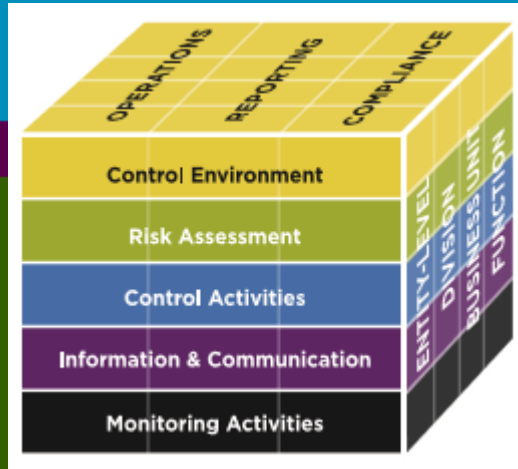 OPERATIONS
REPORTING
COMPLIANCE
Control Environment
Risk Assessment
Control Activities
Information & Communication
Monitoring Activities
ENTITY-LEVEL
DIVISION
BUSINESS UNIT
FUNCTION